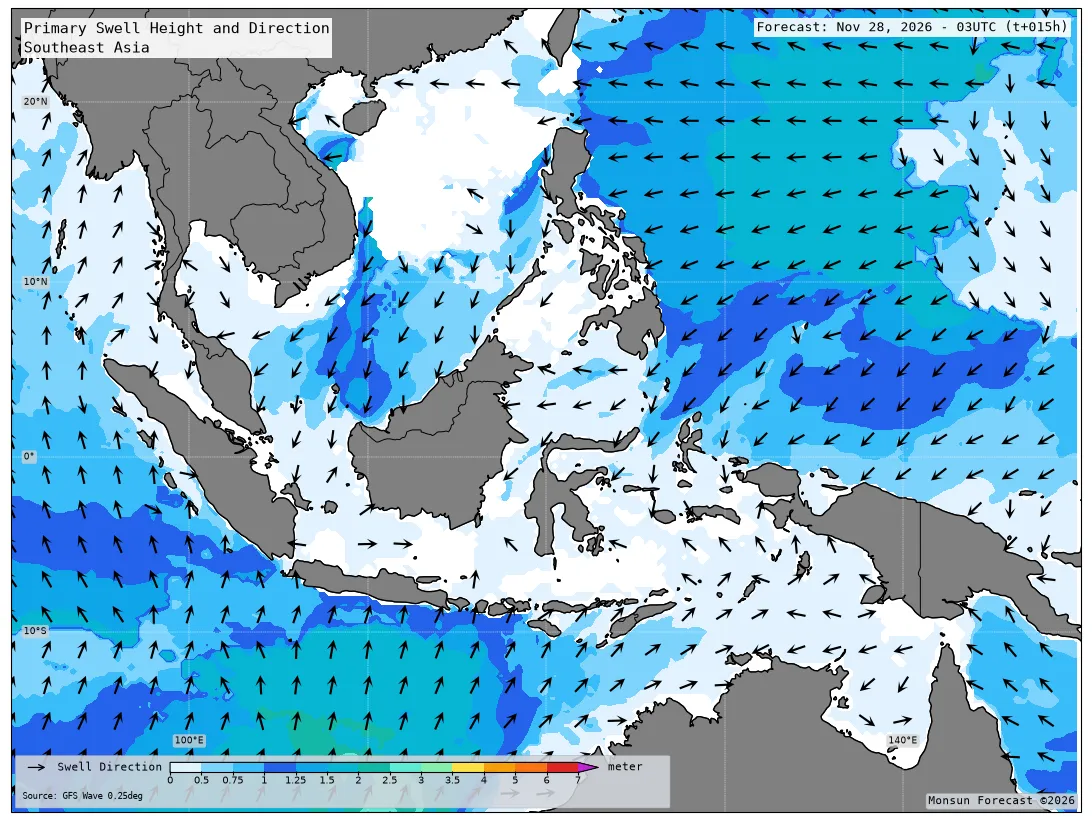 Primary Swell Height and Direction
Southeast Asia
Forecast: Nov 28, 2026 - 03UTC (t+015h)
20°N
10°N
0°
10°S
100°E
140°E
Swell Direction
0 0.5 0.75 1 1.25 1.5 2 2.5 3 3.5 4 5 6 7
meter
Source: GFS Wave 0.25deg
Monsun Forecast ©2026